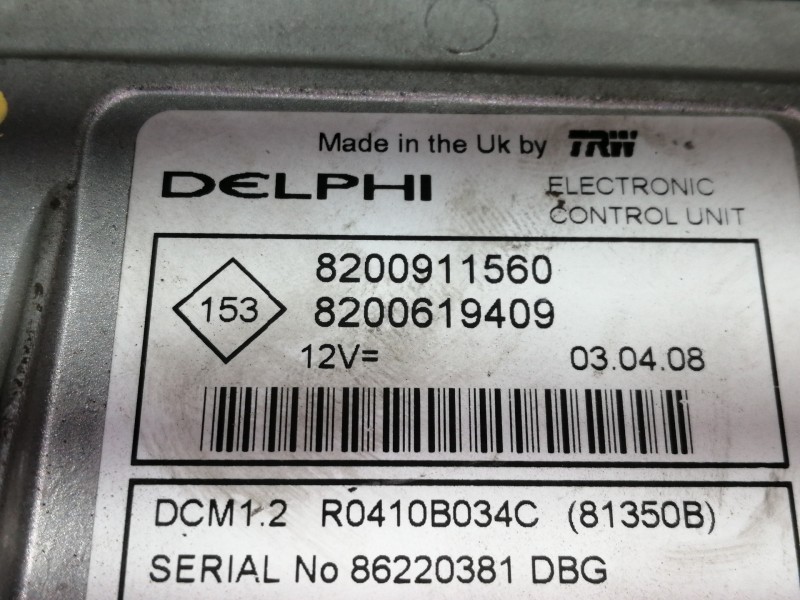 Made in the Uk by TRW
DELPHI
ELECTRONIC
CONTROL UNIT
8200911560
153
8200619409
12V=
03.04.08
DCM1.2 R0410B034C (81350B)
SERIAL No 86220381 DBG